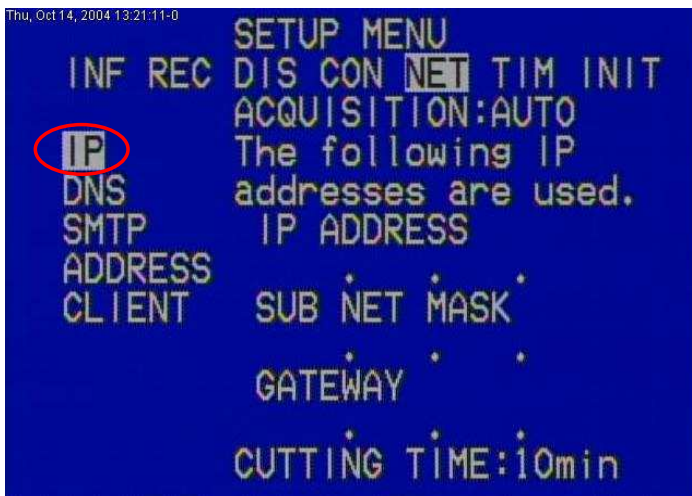 Thu, Oct 14, 2004 13:21:11-0
SETUP MENU
INF REC DIS CON NET TIM INIT
ACQUISITION:AUTO
IP The following IP
DNS addresses are used.
SMTP IP ADDRESS
ADDRESS . . .
CLIENT SUB NET MASK
. . .
GATEWAY
. . .
CUTTING TIME:10min